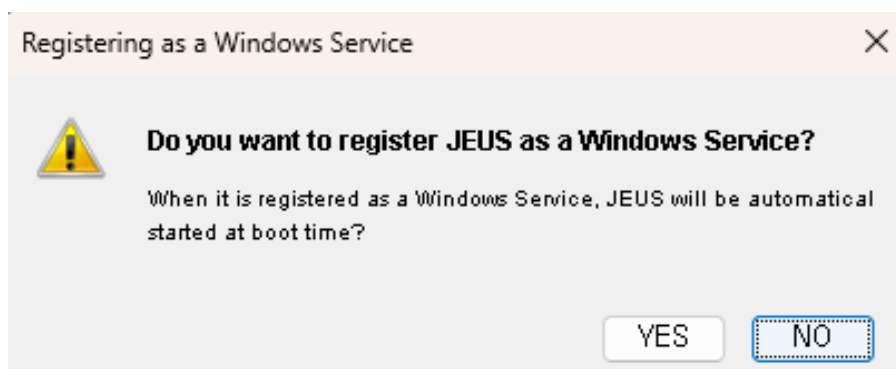 Registering as a Windows Service
Do you want to register JEUS as a Windows Service?
When it is registered as a Windows Service, JEUS will be automatical
started at boot time?
YES NO